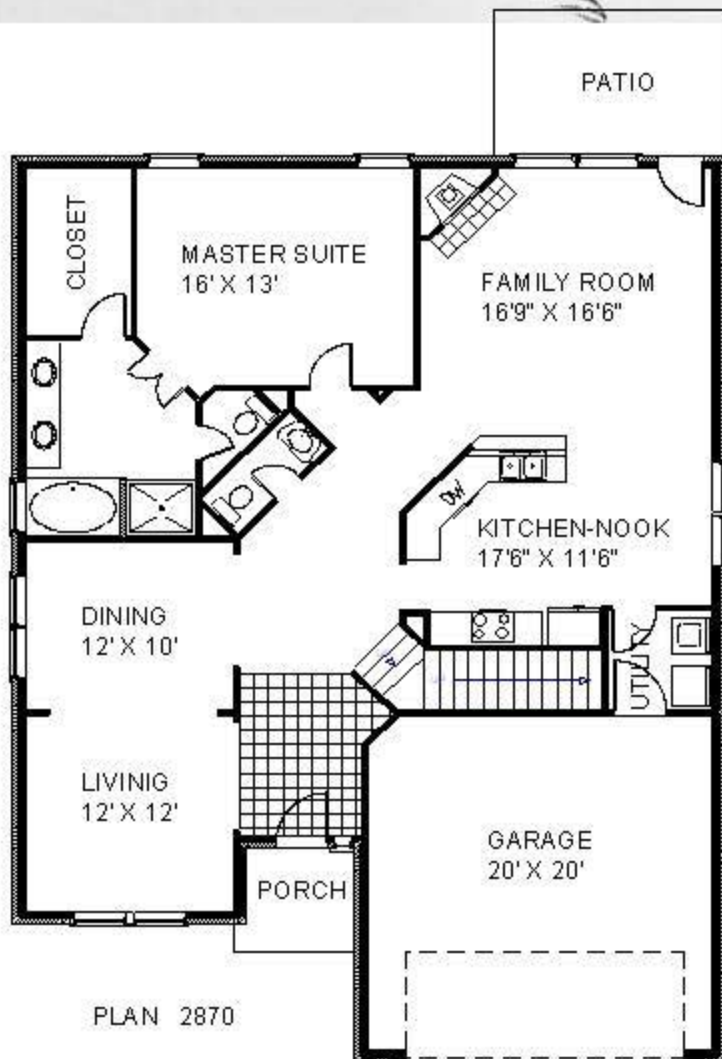 PATIO
CLOSET
MASTER SUITE
16' X 13'
FAMILY ROOM
16'9" X 16'6"
DW
KITCHEN-NOOK
17'6" X 11'6"
DINING
12' X 10'
UTILITY
LIVINIG
12' X 12'
GARAGE
20' X 20'
PORCH
PLAN 2870